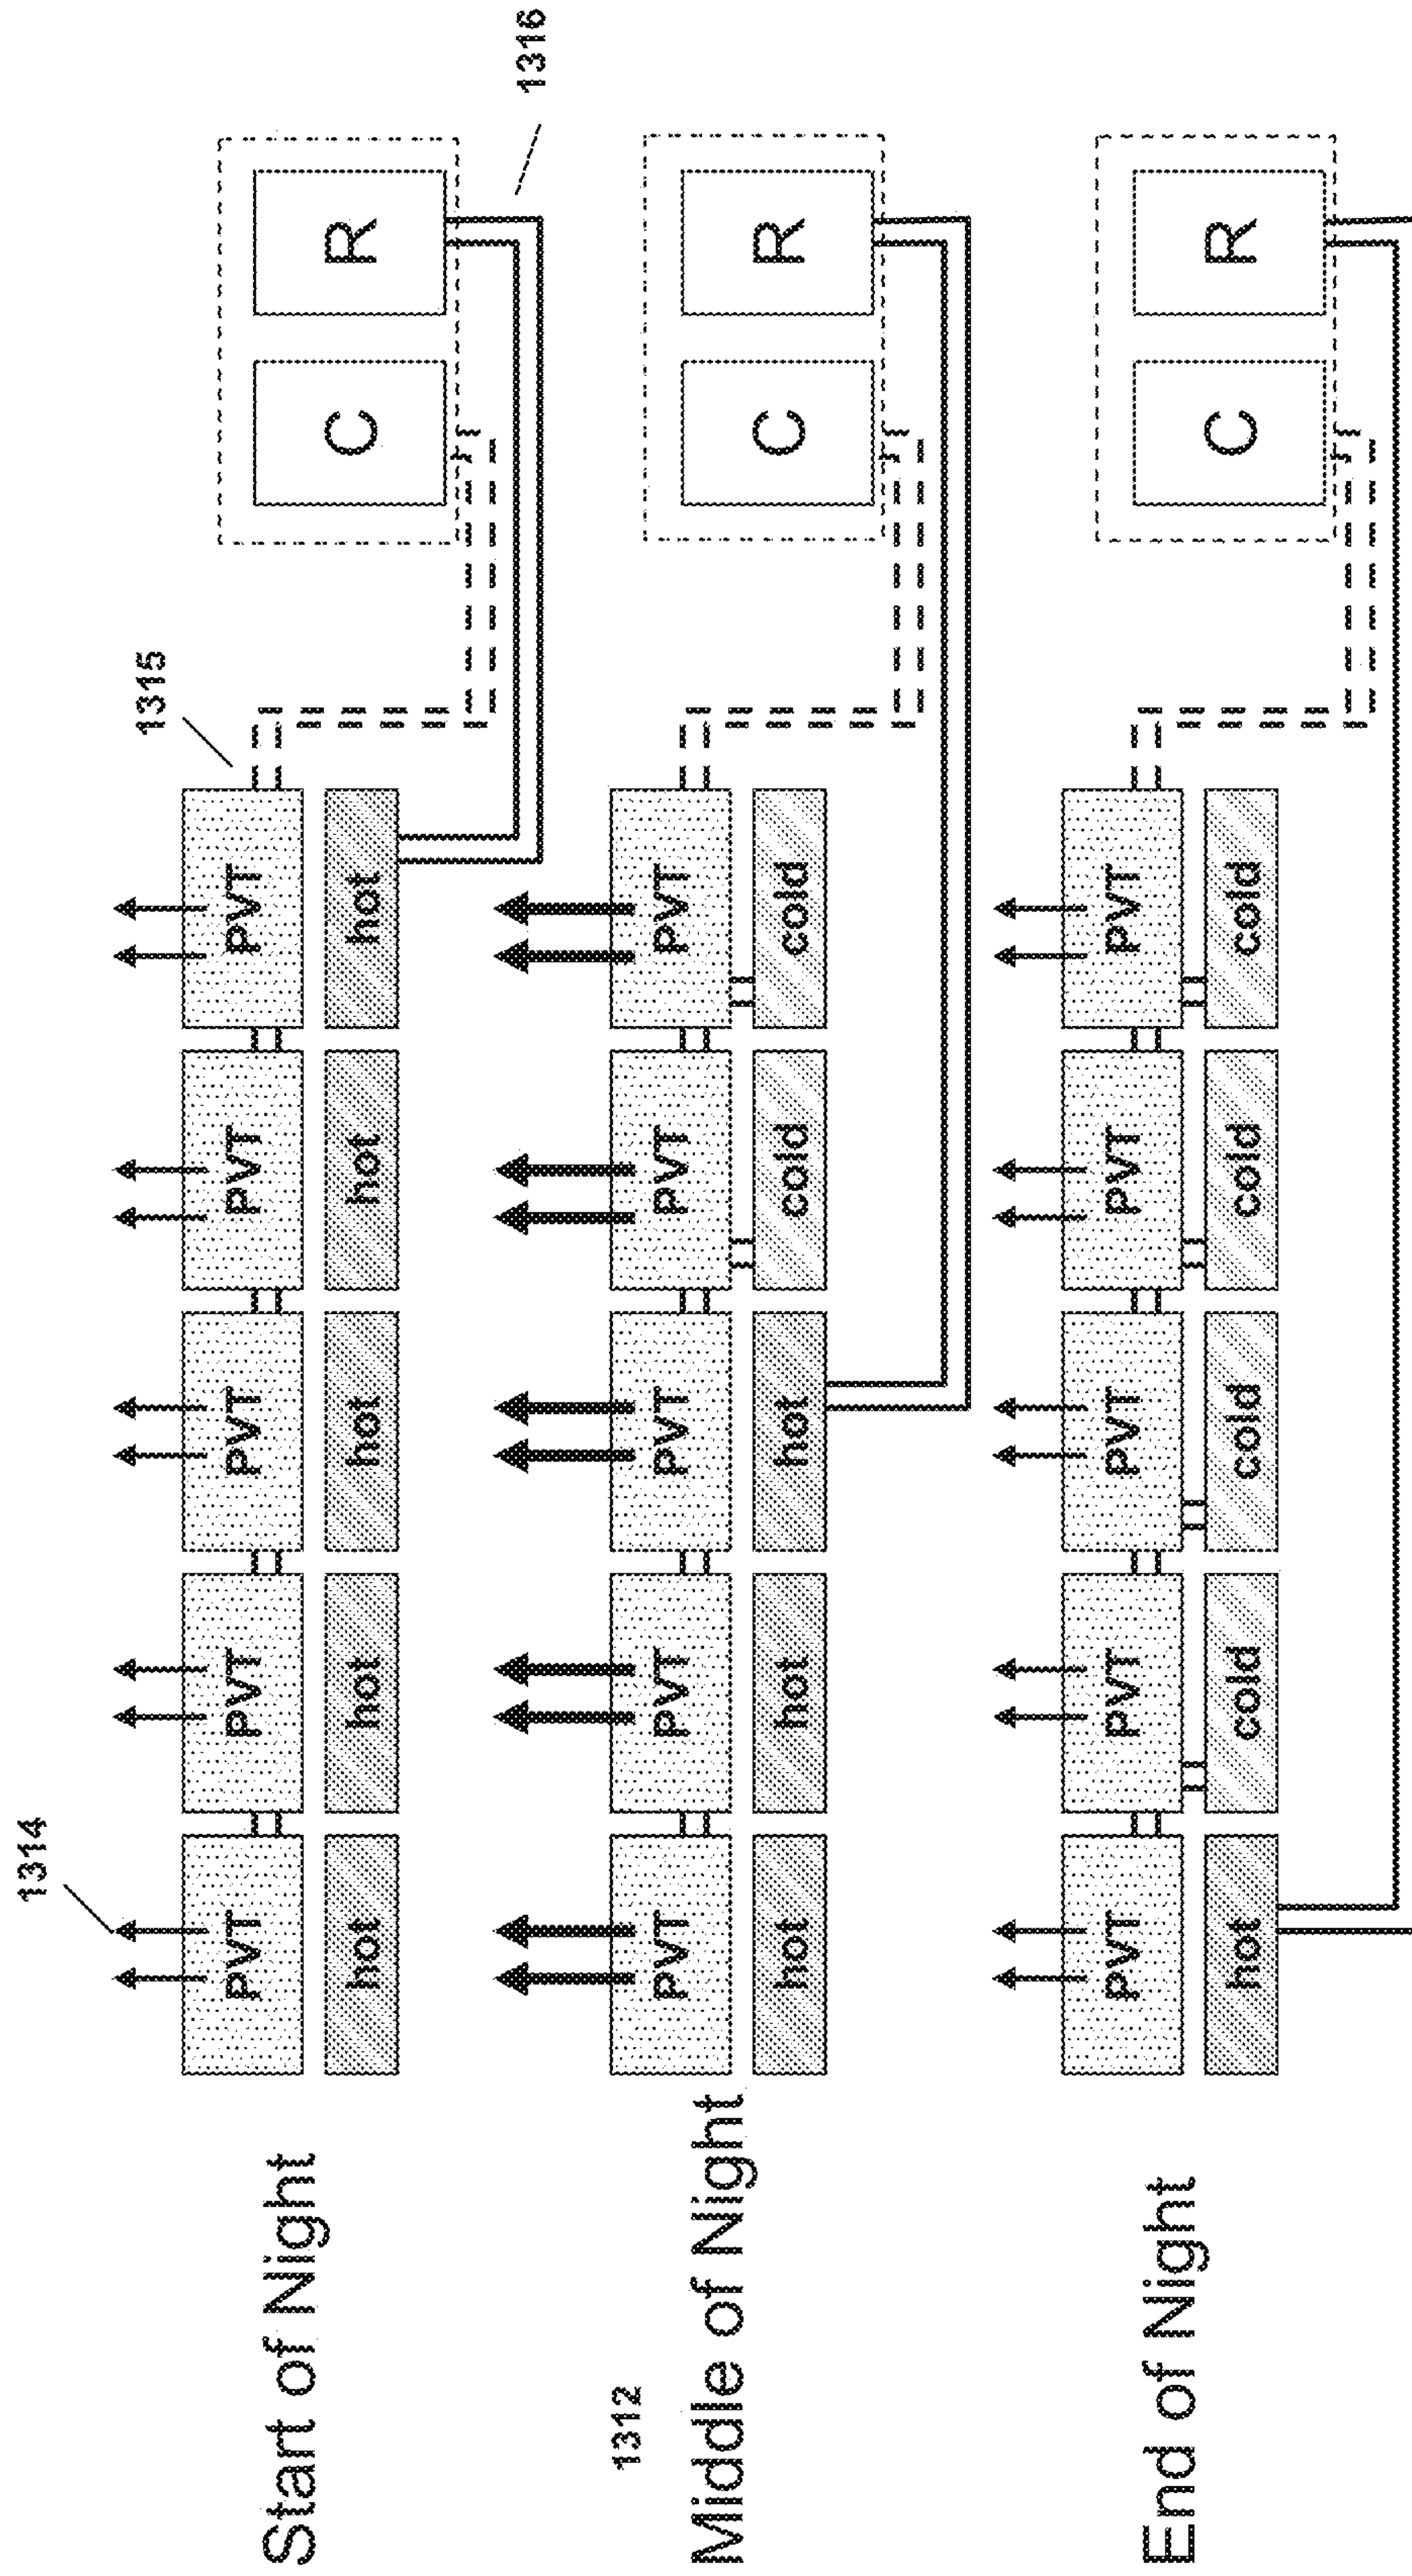 1314
1315
1316
Start of Night
PVT PVT PVT PVT PVT
hot hot hot hot hot
C R
1312
Middle of Night
PVT PVT PVT PVT PVT
hot hot hot cold cold
C R
End of Night
PVT PVT PVT PVT PVT
hot cold cold cold cold
C R